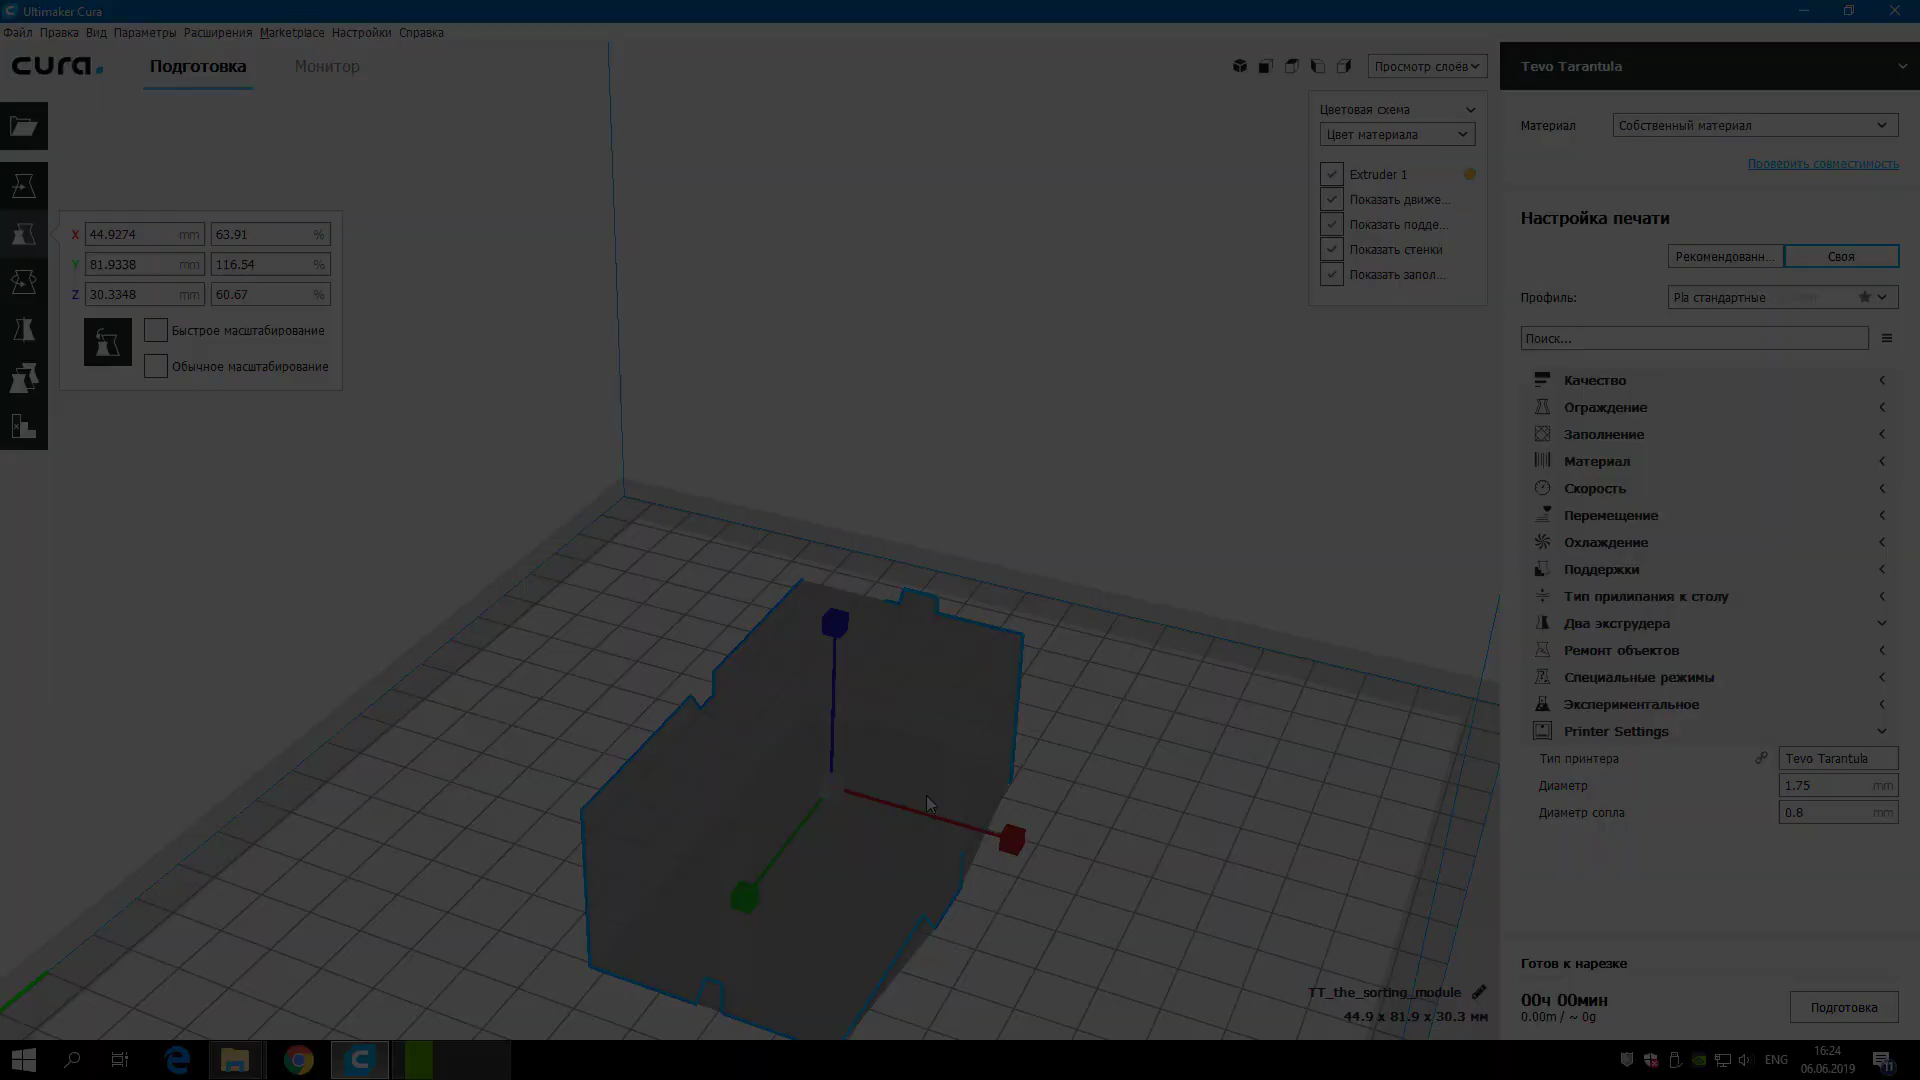 Ultimaker Cura
Файл Правка Вид Параметры Расширения Marketplace Настройки Справка
cura.
Подготовка
Монитор
Просмотр слоёв
Tevo Tarantula
Цветовая схема
Цвет материала
Extruder 1
Показать движе...
Показать подде...
Показать стенки
Показать запол...
Материал
Собственный материал
Проверить совместимость
X 44.9274 mm 63.91 %
Y 81.9338 mm 116.54 %
Z 30.3348 mm 60.67 %
Быстрое масштабирование
Обычное масштабирование
Настройка печати
Рекомендованн...
Своя
Профиль:
Pla стандартные
Поиск...
Качество
Ограждение
Заполнение
Материал
Скорость
Перемещение
Охлаждение
Поддержки
Тип прилипания к столу
Два экструдера
Ремонт объектов
Специальные режимы
Экспериментальное
Printer Settings
Тип принтера
Tevo Tarantula
Диаметр
1.75 mm
Диаметр сопла
0.8 mm
TT_the_sorting_module
44.9 x 81.9 x 30.3 мм
Готов к нарезке
00ч 00мин
0.00m / ~ 0g
Подготовка
ENG
16:24
06.06.2019
11